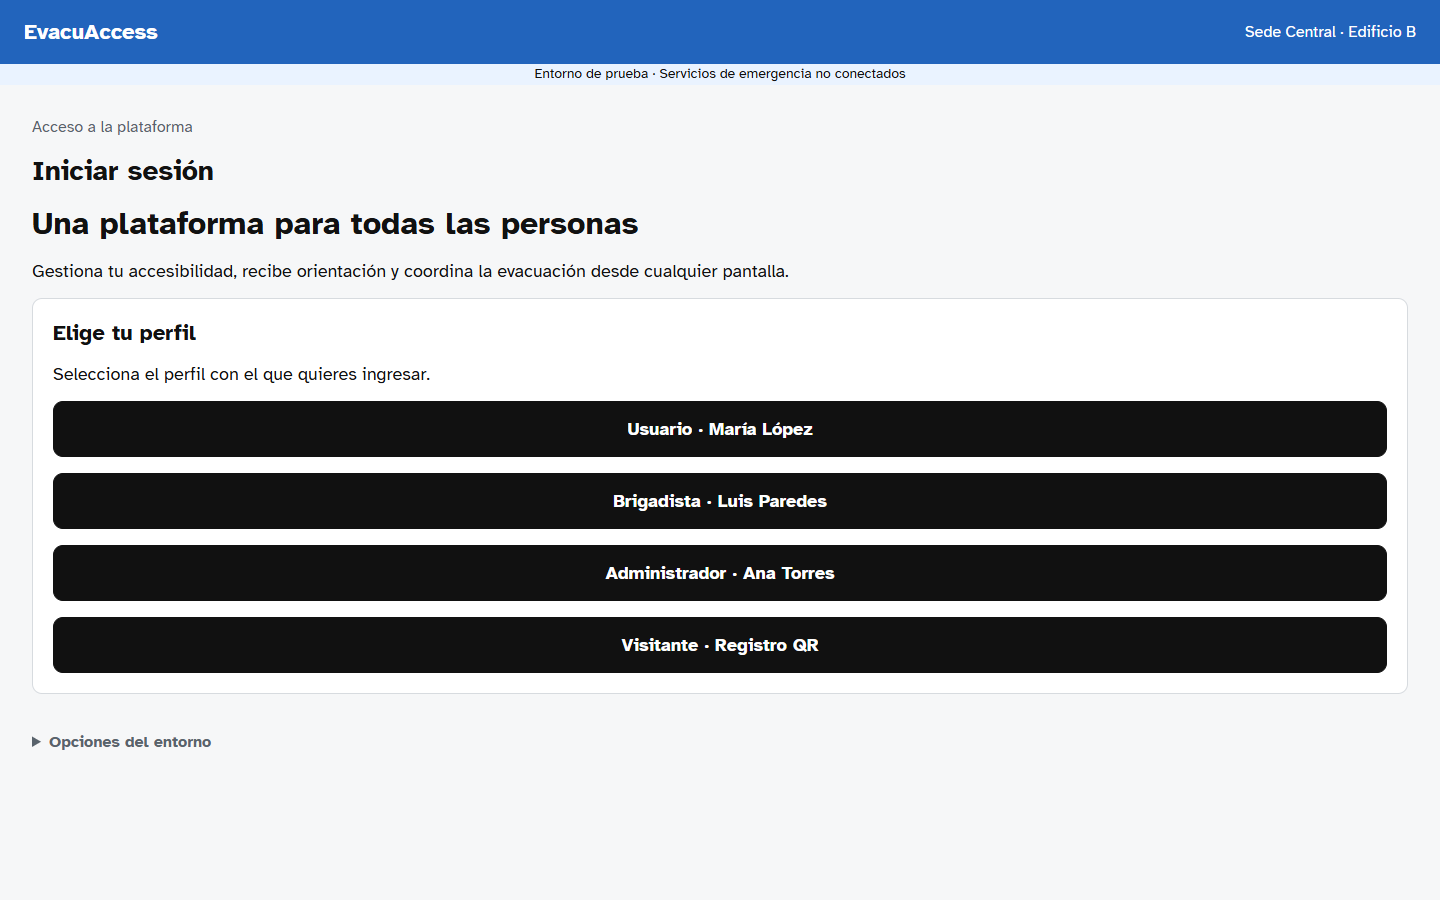 EvacuAccess
Sede Central · Edificio B
Entorno de prueba · Servicios de emergencia no conectados
Acceso a la plataforma
Iniciar sesión
Una plataforma para todas las personas
Gestiona tu accesibilidad, recibe orientación y coordina la evacuación desde cualquier pantalla.
Elige tu perfil
Selecciona el perfil con el que quieres ingresar.
Usuario · María López
Brigadista · Luis Paredes
Administrador · Ana Torres
Visitante · Registro QR
Opciones del entorno